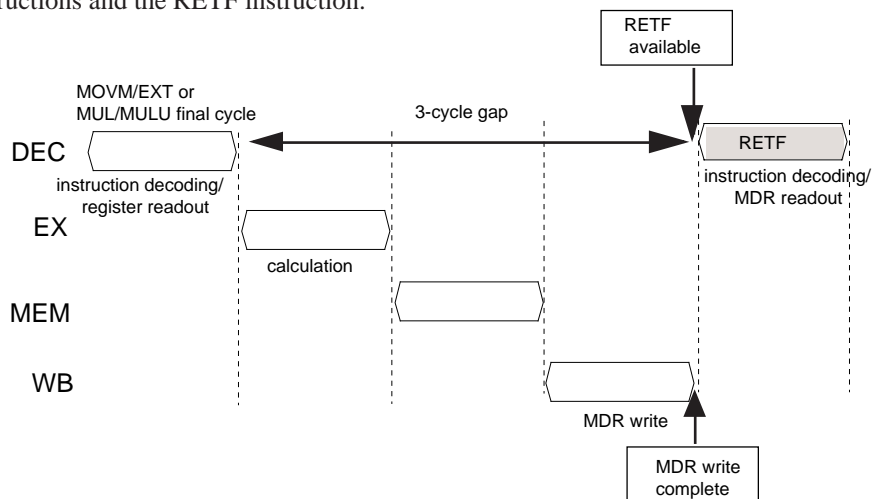 ructions and the RETF instruction.
RETF
available
MOVM/EXT or
MUL/MULU final cycle
3-cycle gap
DEC
RETF
instruction decoding/
register readout
instruction decoding/
MDR readout
EX
calculation
MEM
WB
MDR write
MDR write
complete